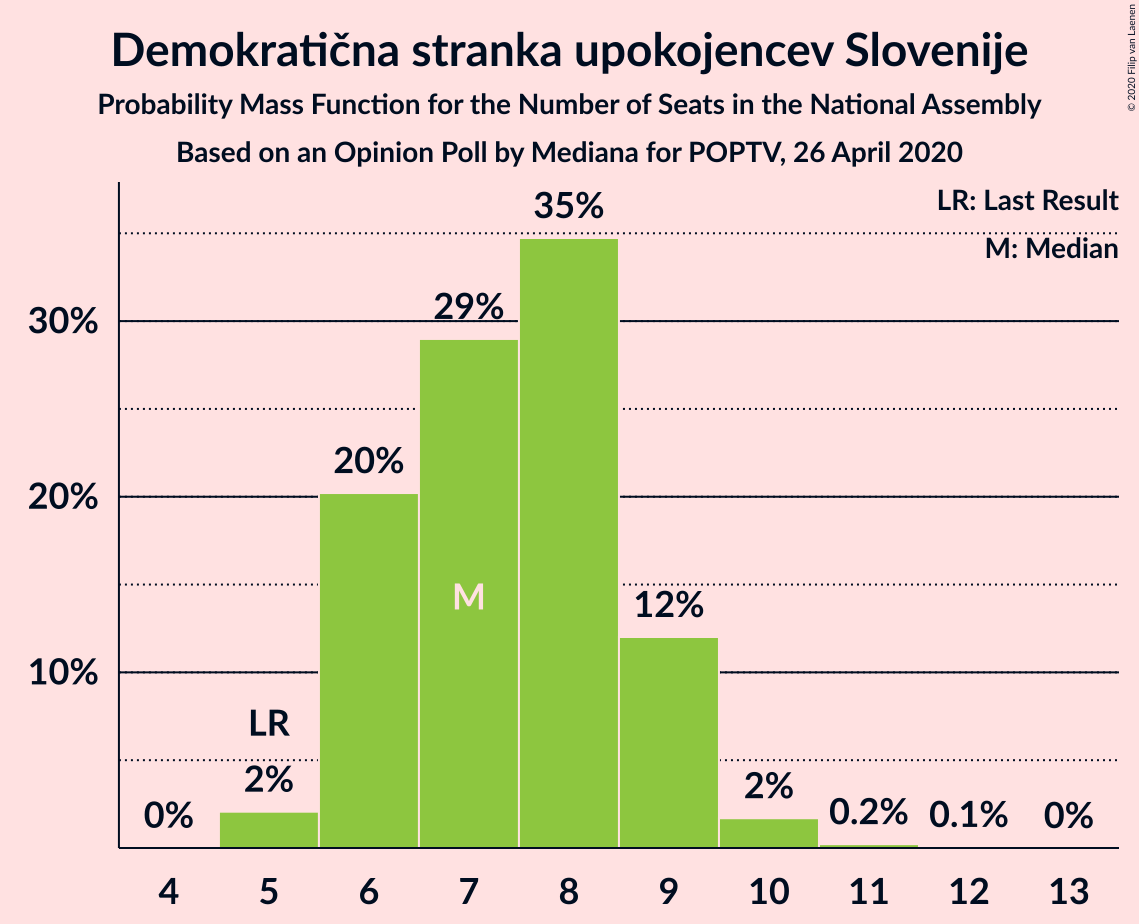 Demokratična stranka upokojencev Slovenije
Probability Mass Function for the Number of Seats in the National Assembly
Based on an Opinion Poll by Mediana for POPTV, 26 April 2020
© 2020 Filip van Laenen
LR: Last Result
M: Median
35%
30%
29%
20%
20%
M
12%
10%
LR
0%
2%
2%
0.2%
0.1%
0%
4 5 6 7 8 9 10 11 12 13